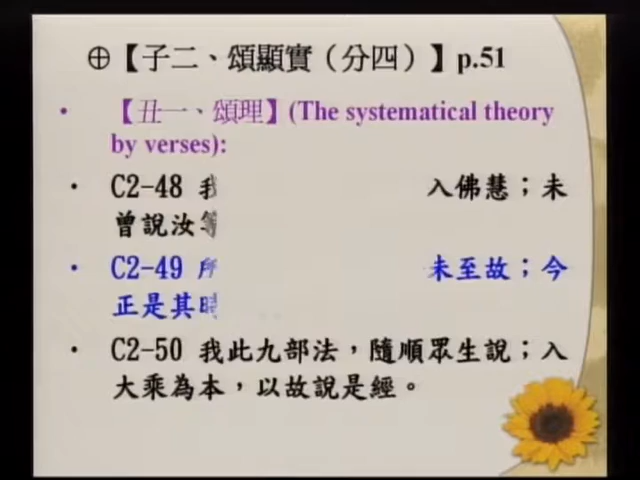 ⊕【子二、頌顯實（分四）】p.51
• 【丑一、頌理】(The systematical theory
by verses):
• C2-48 我 入佛慧；未
曾說汝等
• C2-49 所 未至故；今
正是其時
• C2-50 我此九部法，隨順眾生說；入
大乘為本，以故說是經。